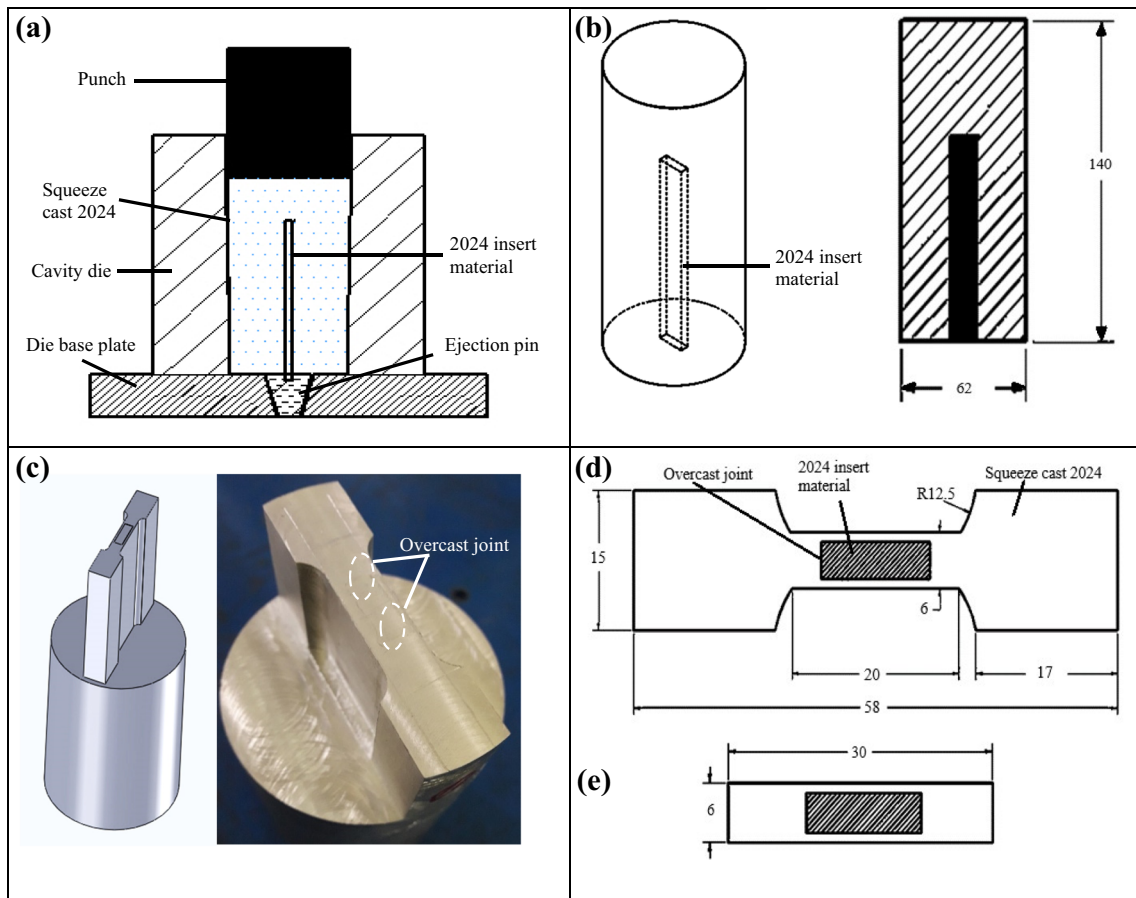 (a)
Punch
Squeeze
cast 2024
Cavity die
Die base plate
2024 insert
material
Ejection pin
(b)
2024 insert
material
140
62
(c)
Overcast joint
(d)
Overcast joint
2024 insert
material
Squeeze cast 2024
R12.5
15
6
20
17
58
(e)
30
6